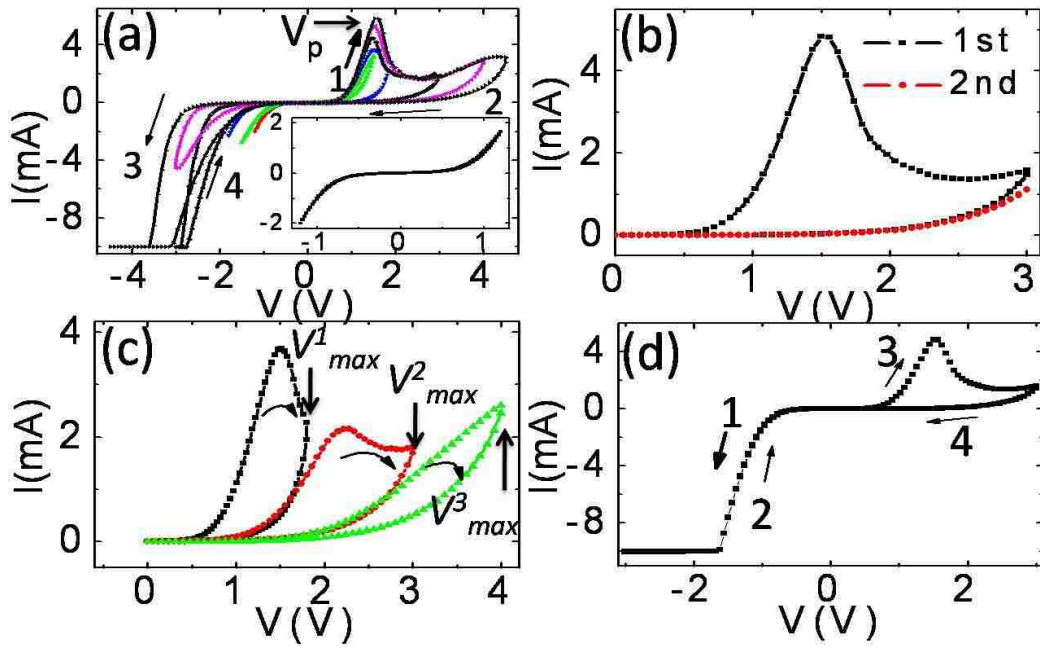 (a)
V_p
1
2
3
4
4
0
-4
-8
I(mA)
-4 -2 0 2 4
V(V)
2
0
-2
-1 0 1
(b)
1st
2nd
4
2
0
I(mA)
0 1 2 3
V(V)
(c)
V^1_max
V^2_max
V^3_max
4
2
0
I(mA)
0 1 2 3 4
V(V)
(d)
1
2
3
4
4
0
-4
-8
I(mA)
-2 0 2
V(V)